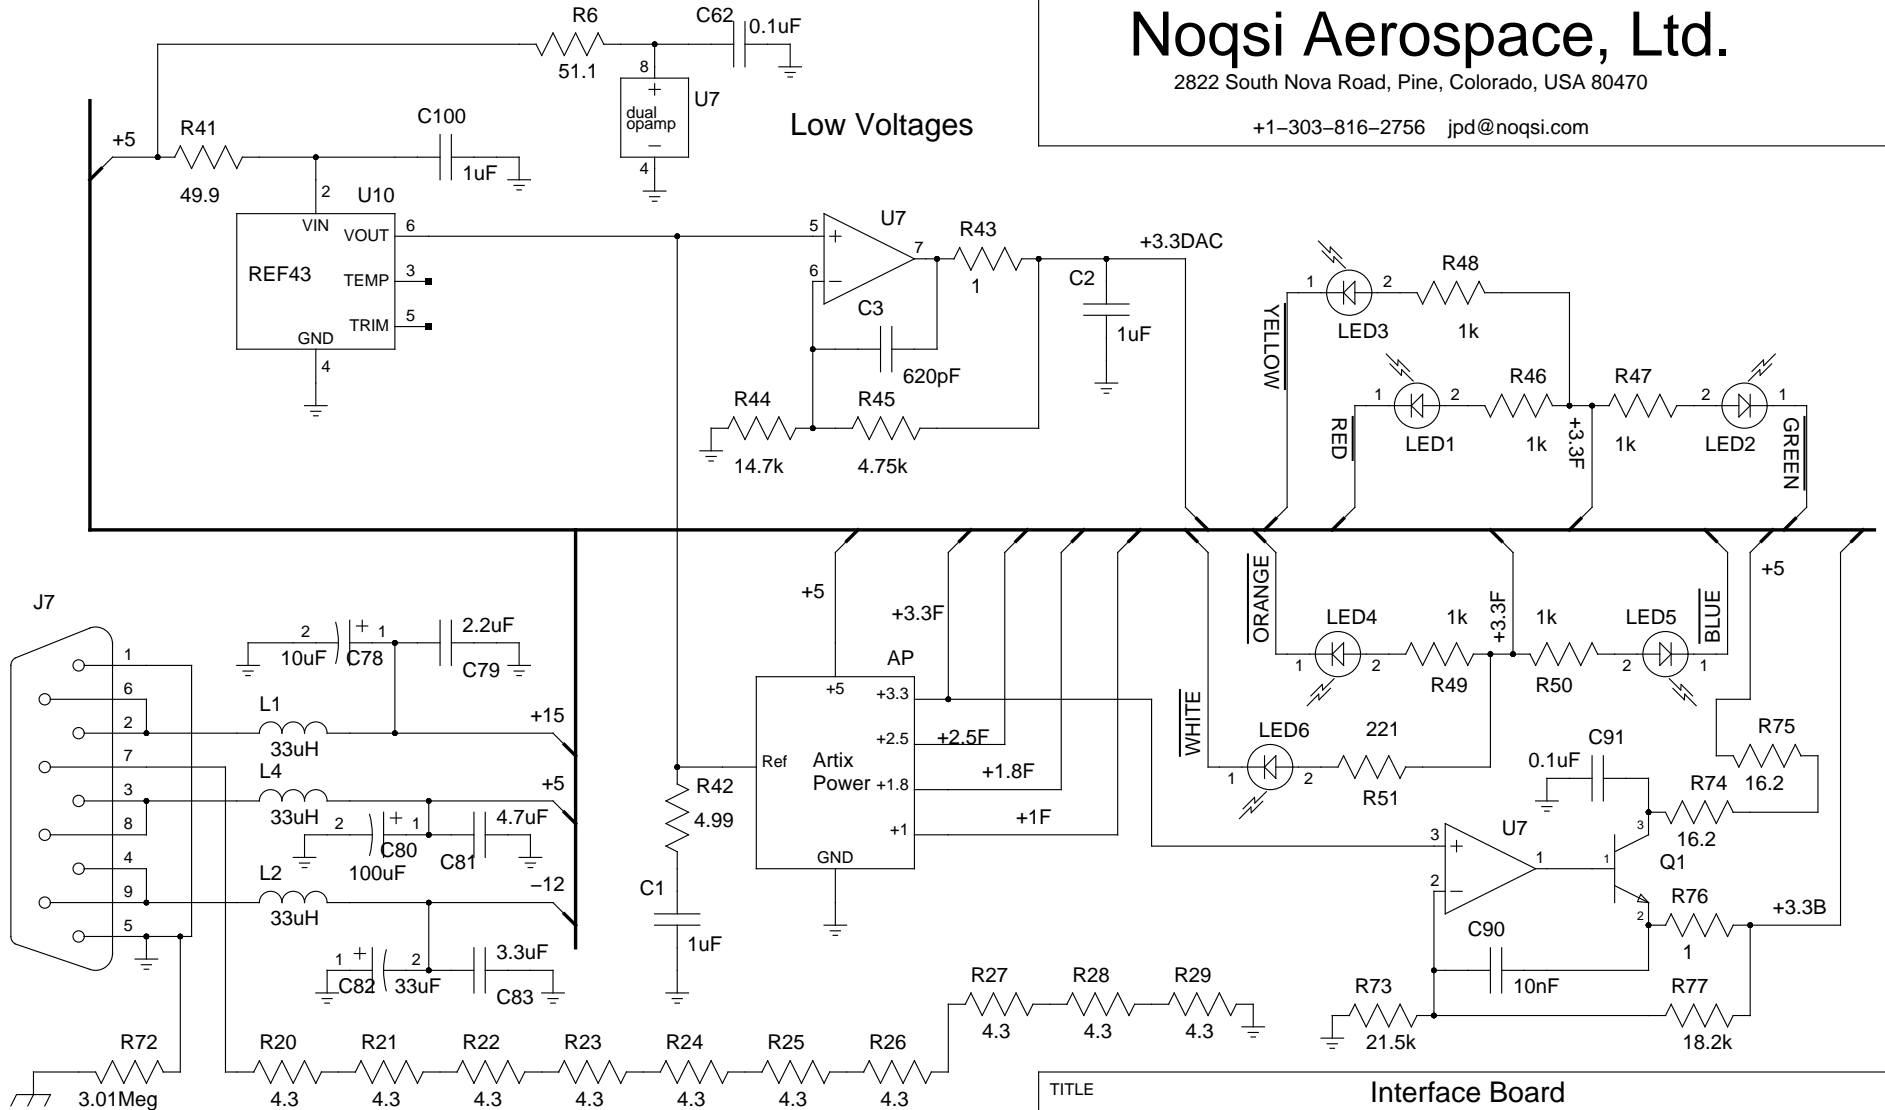 Noqsi Aerospace, Ltd.
2822 South Nova Road, Pine, Colorado, USA 80470
+1−303−816−2756 jpd@noqsi.com
Low Voltages
R6
51.1
C62
0.1uF
8
+
dual
opamp
−
4
U7
+5
R41
49.9
C100
1uF
2
U10
VIN
VOUT
6
REF43
TEMP
3
TRIM
5
GND
4
U7
5
+
6
−
7
R43
1
+3.3DAC
C2
1uF
C3
620pF
R44
14.7k
R45
4.75k
YELLOW
1
2
LED3
R48
1k
RED
1
2
LED1
R46
1k
+3.3F
R47
1k
2
1
LED2
GREEN
J7
1
6
2
7
3
8
4
9
5
2
+
1
10uF
C78
2.2uF
C79
L1
33uH
+15
L4
33uH
+5
2
+
1
C80
100uF
4.7uF
C81
L2
33uH
−12
1
+
2
C82
33uF
3.3uF
C83
+5
+3.3F
AP
+5
+3.3
+2.5
+2.5F
Ref
Artix
Power
+1.8
+1.8F
+1
+1F
GND
R42
4.99
C1
1uF
ORANGE
1
LED4
2
1k
R49
+3.3F
1k
R50
2
LED5
1
BLUE
+5
WHITE
1
LED6
2
221
R51
C91
0.1uF
R75
16.2
R74
16.2
U7
3
+
2
−
1
1
3
2
Q1
R76
1
+3.3B
C90
10nF
R73
21.5k
R77
18.2k
R72
3.01Meg
R20
4.3
R21
4.3
R22
4.3
R23
4.3
R24
4.3
R25
4.3
R26
4.3
R27
4.3
R28
4.3
R29
4.3
TITLE
Interface Board